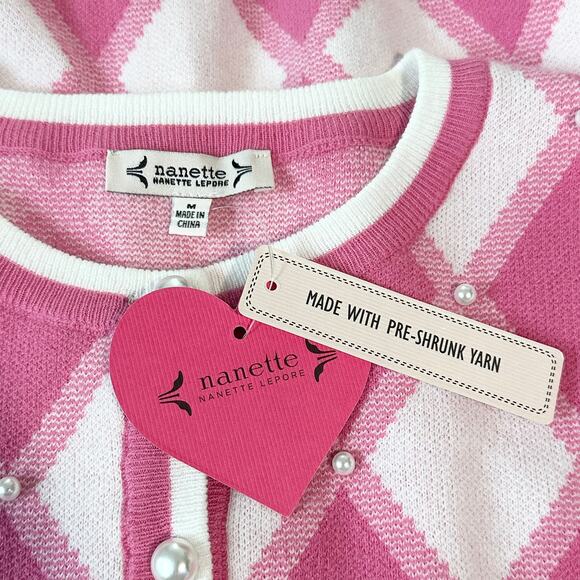 nanette
NANETTE LEPORE
M
MADE IN
CHINA
MADE WITH PRE-SHRUNK YARN
nanette
NANETTE LEPORE